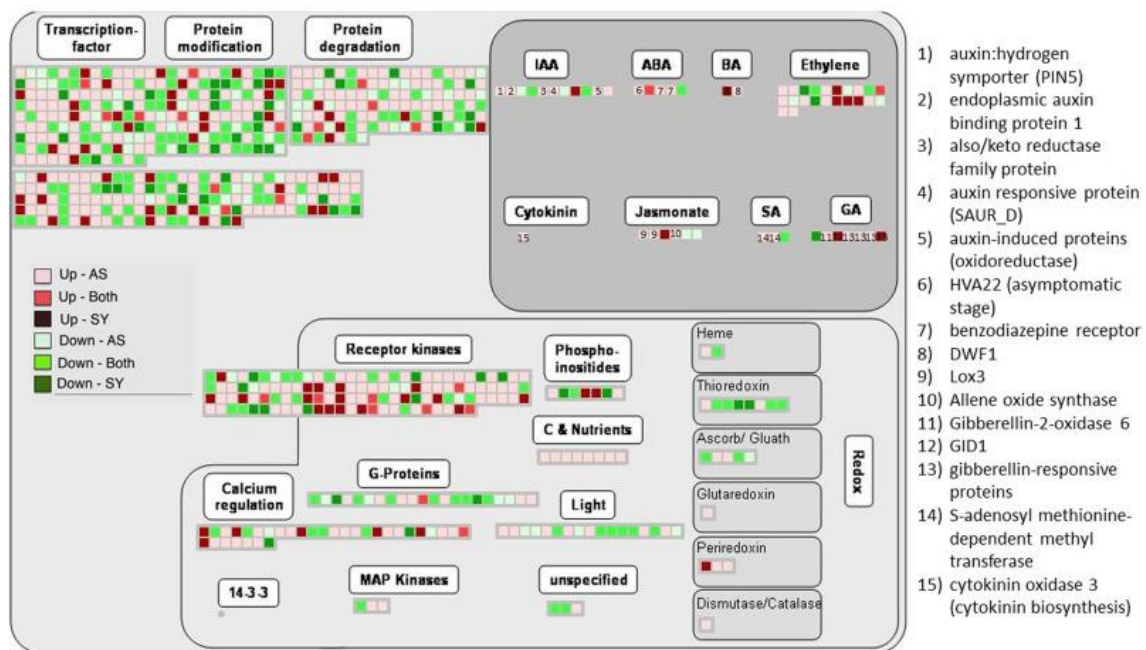 Transcription-
factor
Protein
modification
Protein
degradation
IAA
ABA
BA
Ethylene
1 2 3 4 5
6 7 7
8
Cytokinin
Jasmonate
SA
GA
15
9 9 10
14 14
11 13 13 13
Up - AS
Up - Both
Up - SY
Down - AS
Down - Both
Down - SY
Receptor kinases
Phospho-
inositides
C & Nutrients
G-Proteins
Calcium
regulation
Light
14-3-3
MAP Kinases
unspecified
Heme
Thioredoxin
Ascorb/ Gluath
Glutaredoxin
Periredoxin
Dismutase/Catalase
Redox
1) auxin:hydrogen
symporter (PIN5)
2) endoplasmic auxin
binding protein 1
3) also/keto reductase
family protein
4) auxin responsive protein
(SAUR_D)
5) auxin-induced proteins
(oxidoreductase)
6) HVA22 (asymptomatic
stage)
7) benzodiazepine receptor
8) DWF1
9) Lox3
10) Allene oxide synthase
11) Gibberellin-2-oxidase 6
12) GID1
13) gibberellin-responsive
proteins
14) S-adenosyl methionine-
dependent methyl
transferase
15) cytokinin oxidase 3
(cytokinin biosynthesis)